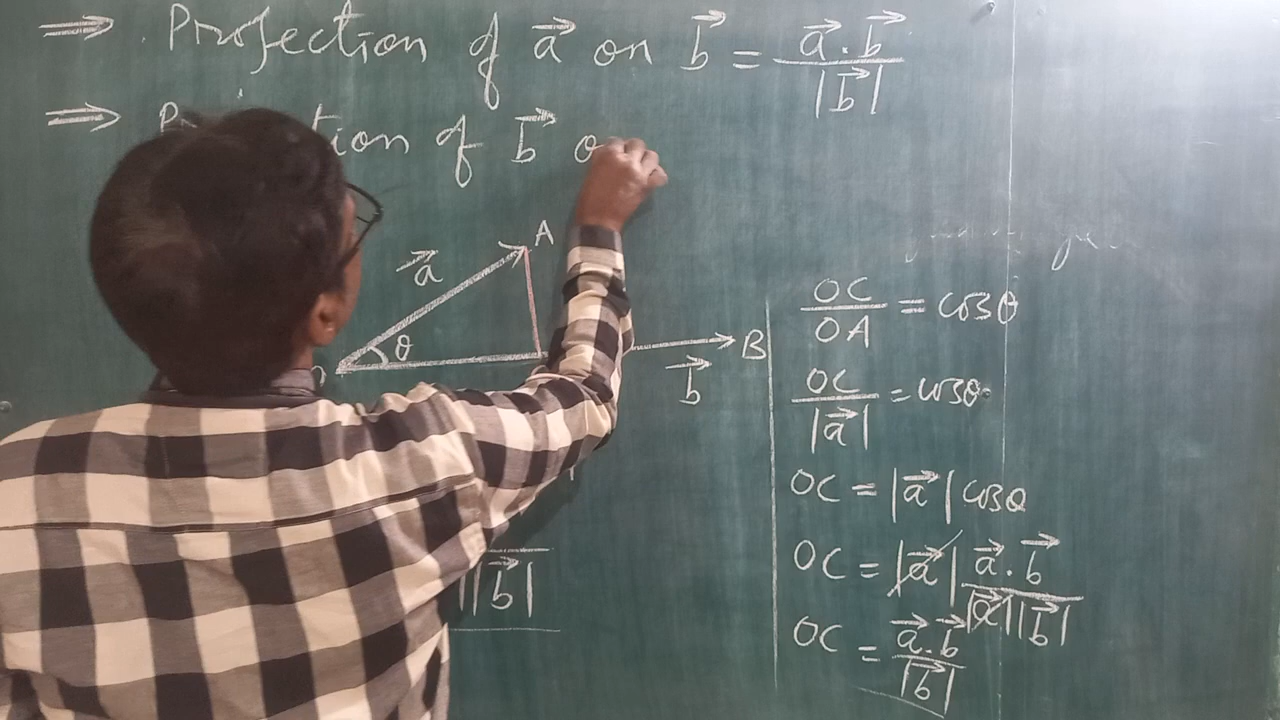 ⇒ . Projection of a⃗ on b⃗ = a⃗ . b⃗ / |b⃗|
⇒ tion of b⃗ o
a⃗
A
θ
B
b⃗
||b⃗|
OC / OA = cosθ
OC / |a⃗| = cosθ
OC = |a⃗| cosθ
OC = |a⃗| a⃗ . b⃗ / |a⃗||b⃗|
OC = a⃗ . b⃗ / |b⃗|